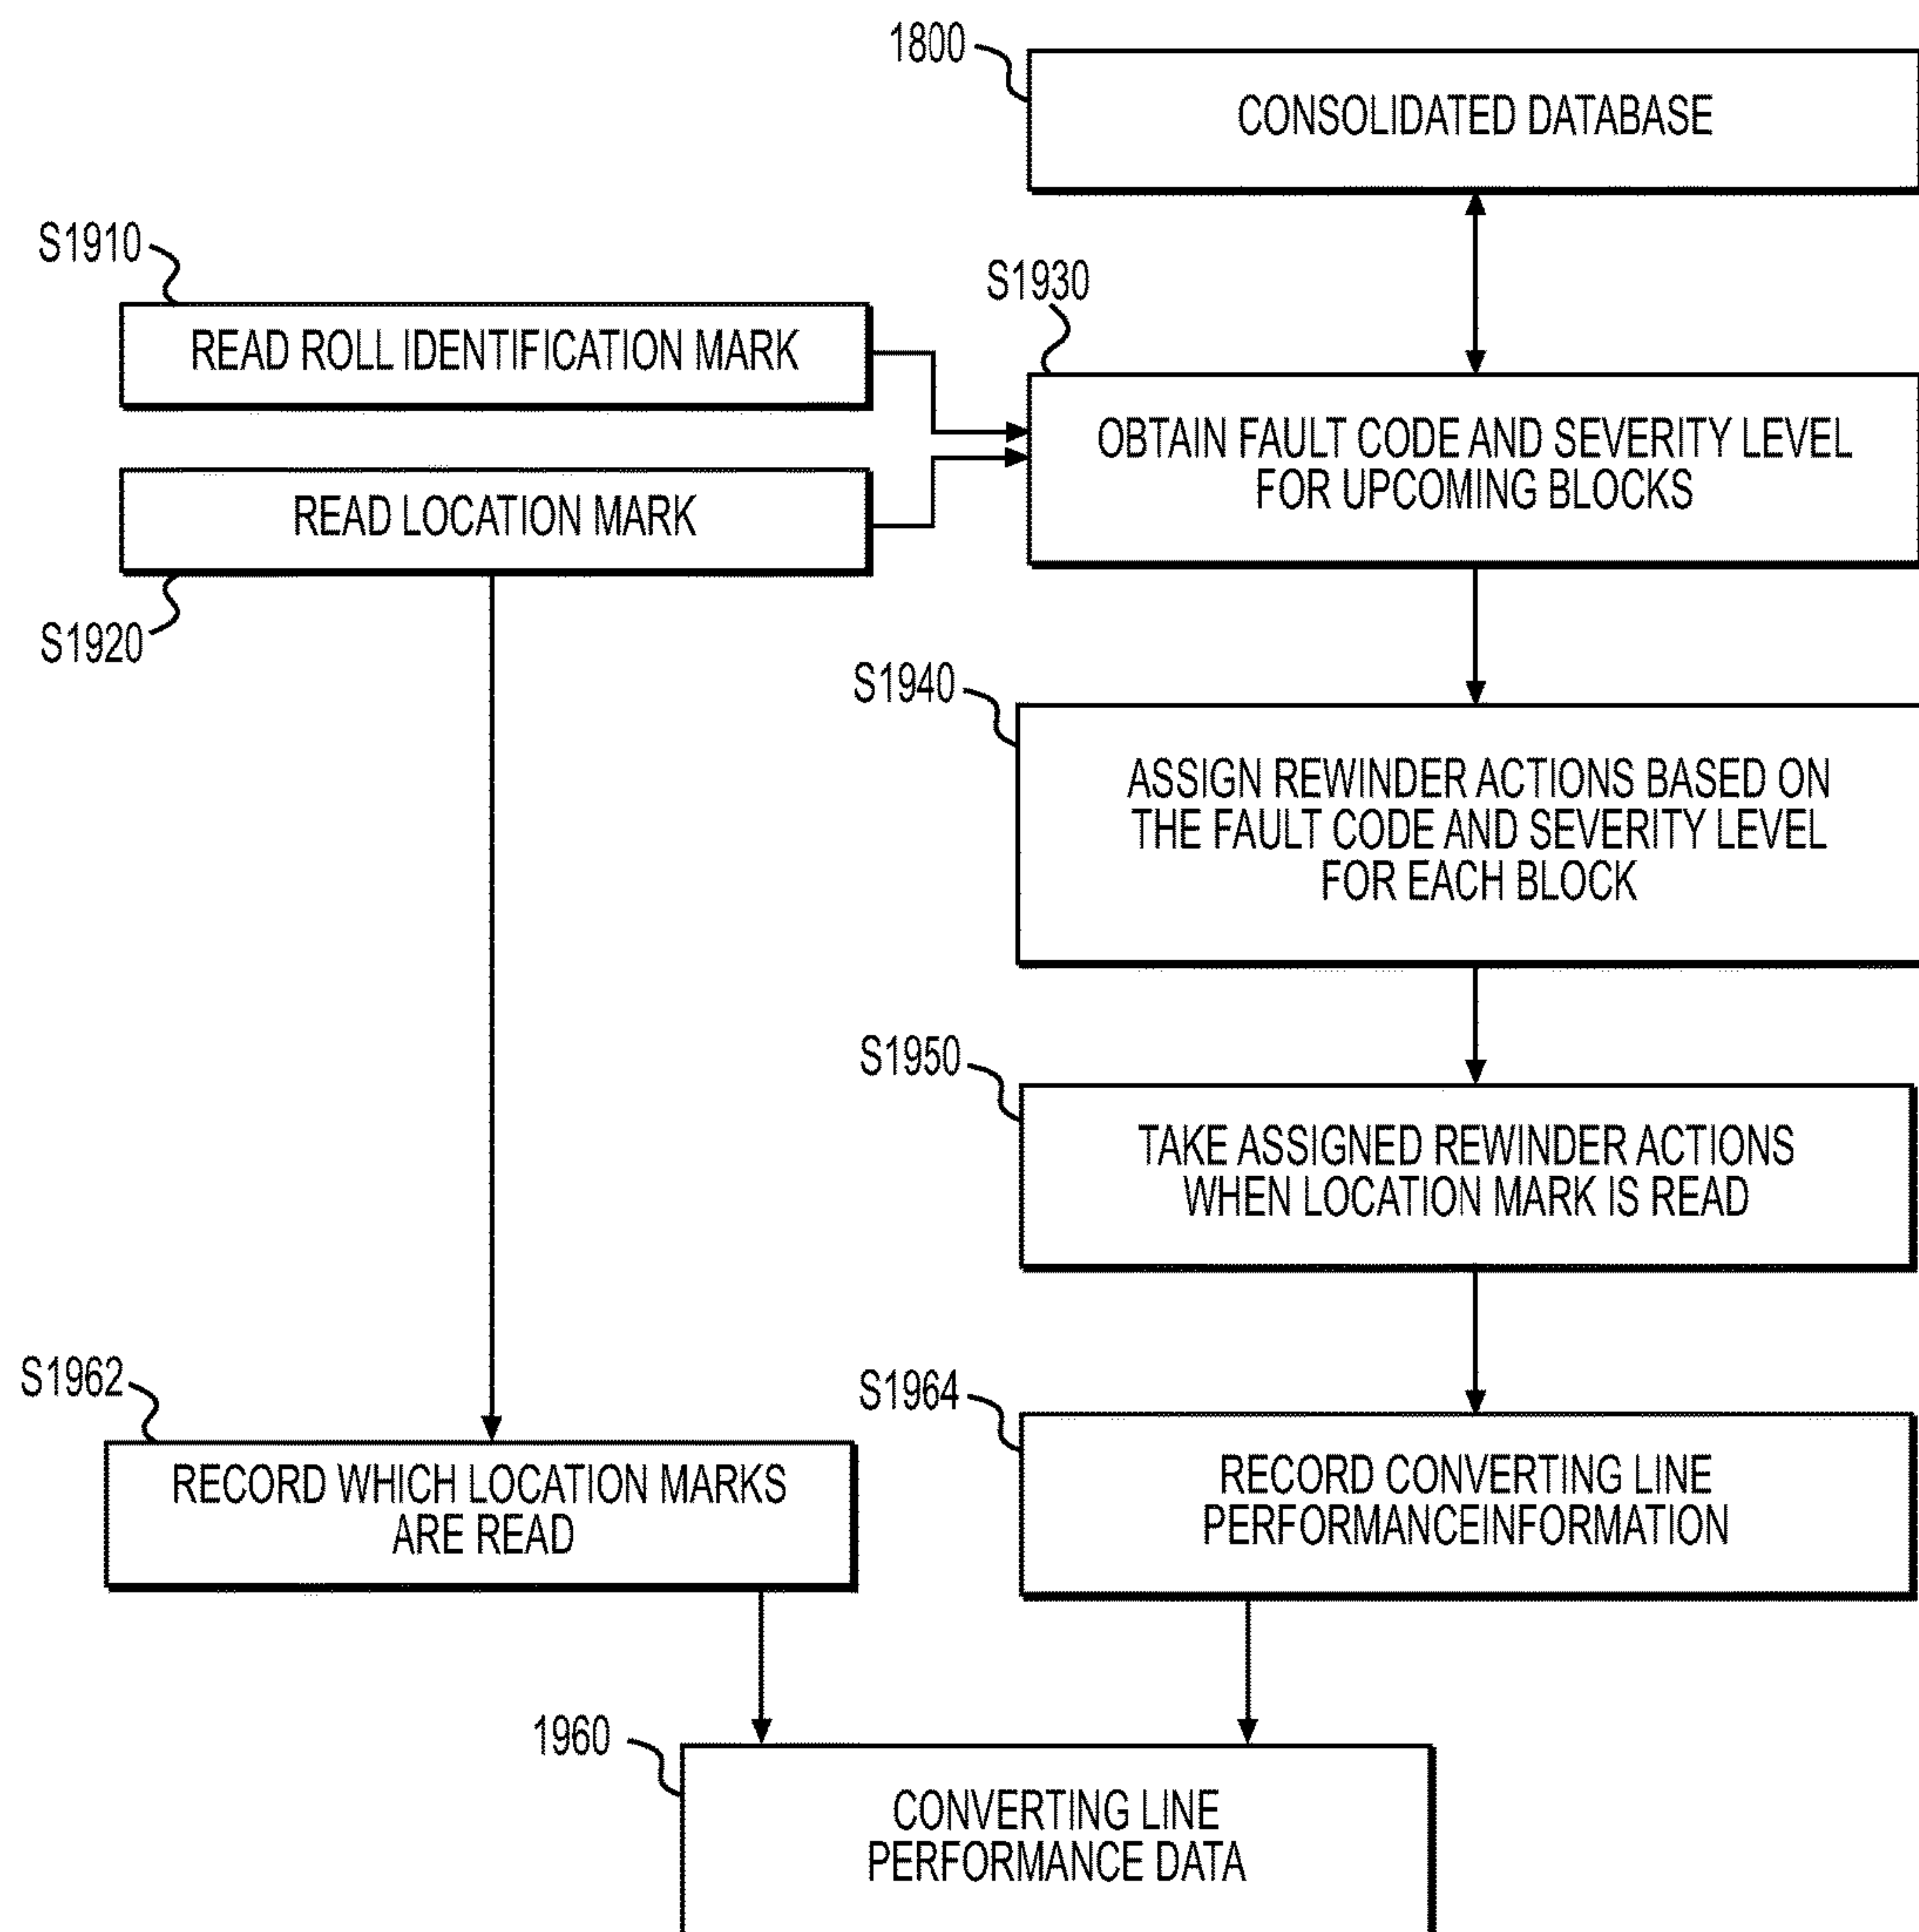 1800
CONSOLIDATED DATABASE
S1910
READ ROLL IDENTIFICATION MARK
S1930
OBTAIN FAULT CODE AND SEVERITY LEVEL
FOR UPCOMING BLOCKS
READ LOCATION MARK
S1920
S1940
ASSIGN REWINDER ACTIONS BASED ON
THE FAULT CODE AND SEVERITY LEVEL
FOR EACH BLOCK
S1950
TAKE ASSIGNED REWINDER ACTIONS
WHEN LOCATION MARK IS READ
S1962
RECORD WHICH LOCATION MARKS
ARE READ
S1964
RECORD CONVERTING LINE
PERFORMANCEINFORMATION
1960
CONVERTING LINE
PERFORMANCE DATA